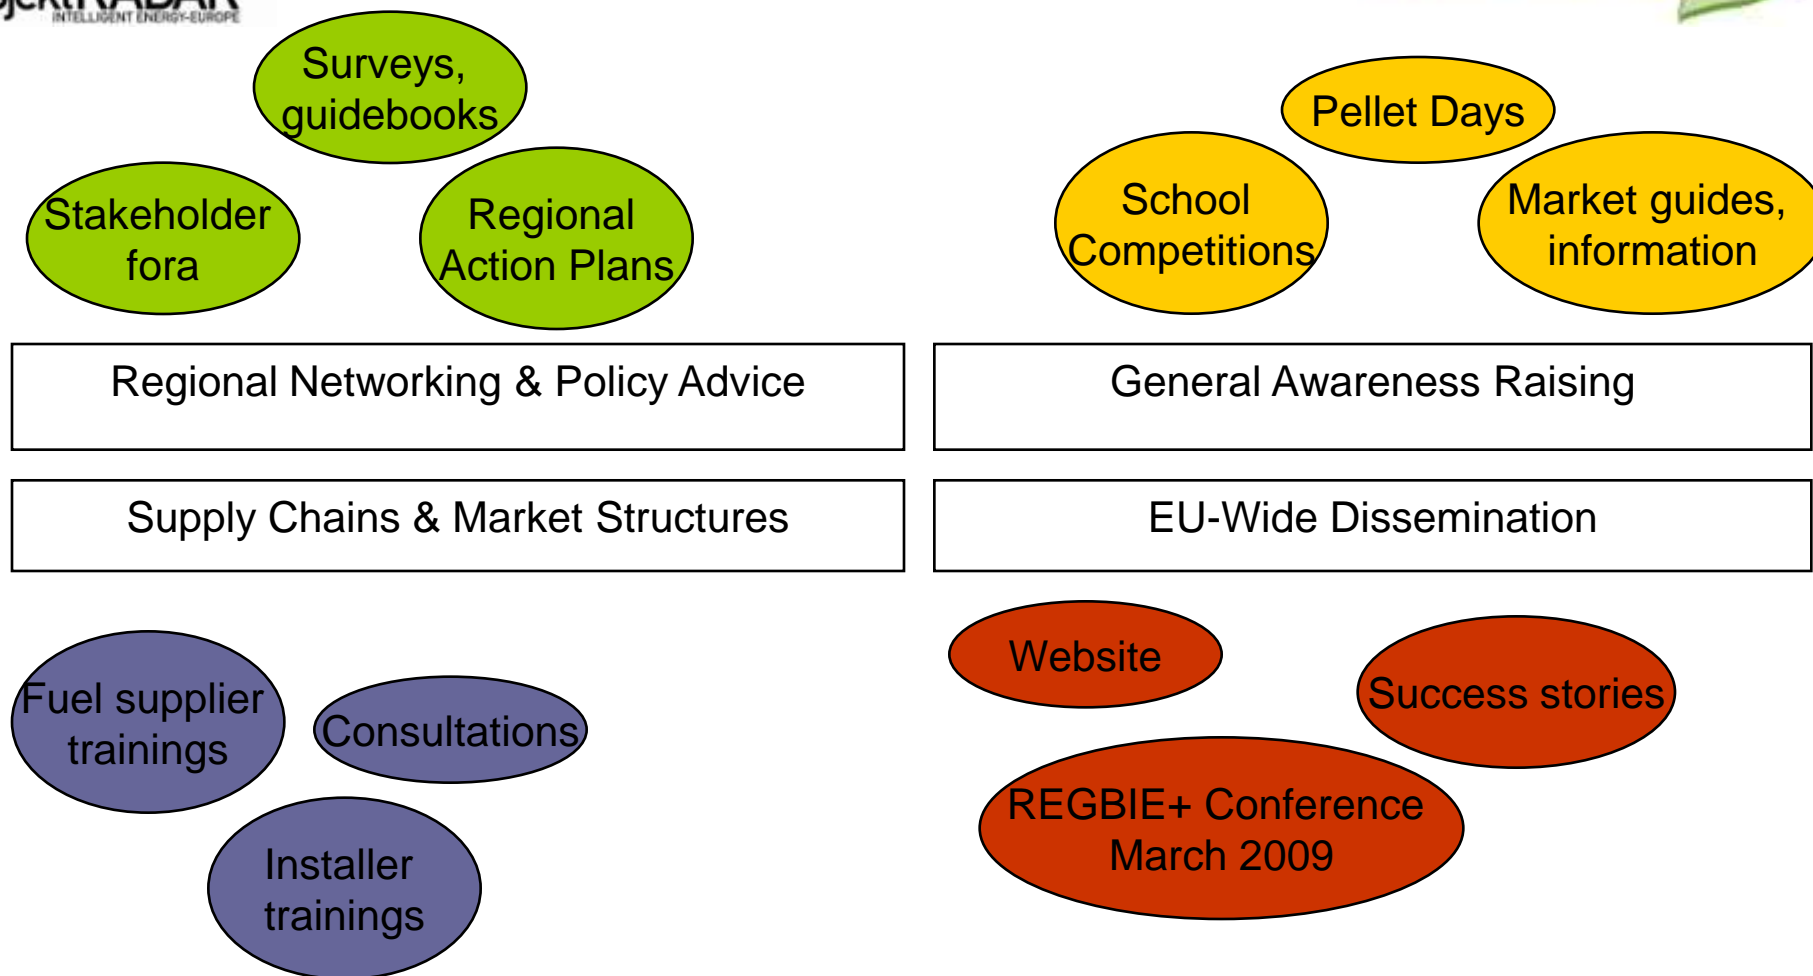 RADAR
INTELLIGENT ENERGY-EUROPE
Surveys,
guidebooks
Stakeholder
fora
Regional
Action Plans
Pellet Days
School
Competitions
Market guides,
information
Regional Networking & Policy Advice
General Awareness Raising
Supply Chains & Market Structures
EU-Wide Dissemination
Fuel supplier
trainings
Consultations
Installer
trainings
Website
Success stories
REGBIE+ Conference
March 2009